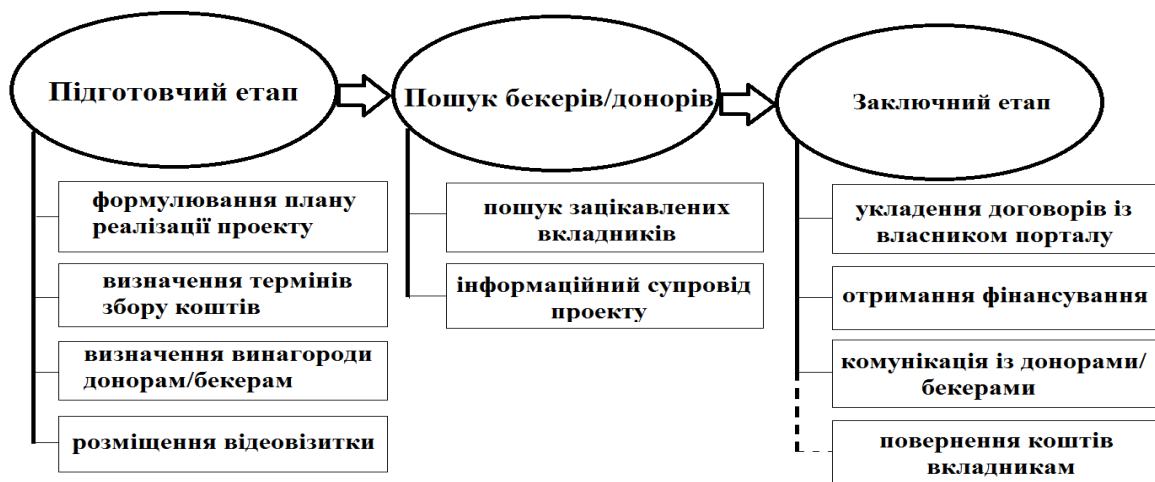 Підготовчий етап
формулювання плану
реалізації проекту
визначення термінів
збору коштів
визначення винагороди
донорам/бекерам
розміщення відеовізитки
Пошук бекерів/донорів
пошук зацікавлених
вкладників
інформаційний супровід
проекту
Заключний етап
укладення договорів із
власником порталу
отримання фінансування
комунікація із донорами/
бекерами
повернення коштів
вкладникам